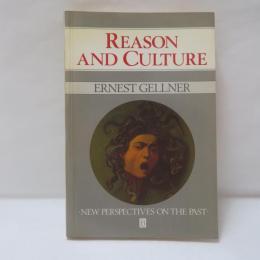 REASON
AND CULTURE
ERNEST GELLNER
·NEW PERSPECTIVES ON THE PAST·
B